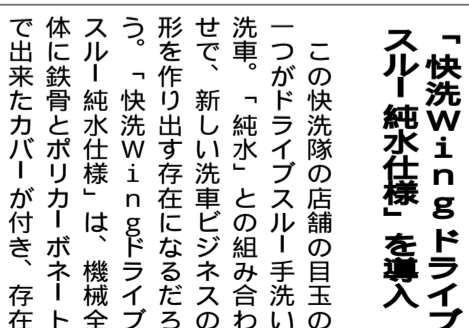 「快洗Wingドライブ
スルー純水仕様」を導入
この快洗隊の店舗の目玉の
一つがドライブスルー手洗い
洗車。「純水」との組み合わ
せで、新しい洗車ビジネスの
形を作り出す存在になるだろ
う。「快洗Wingドライブ
スルー純水仕様」は、機械全
体に鉄骨とポリカーボネート
で出来たカバーが付き、存在